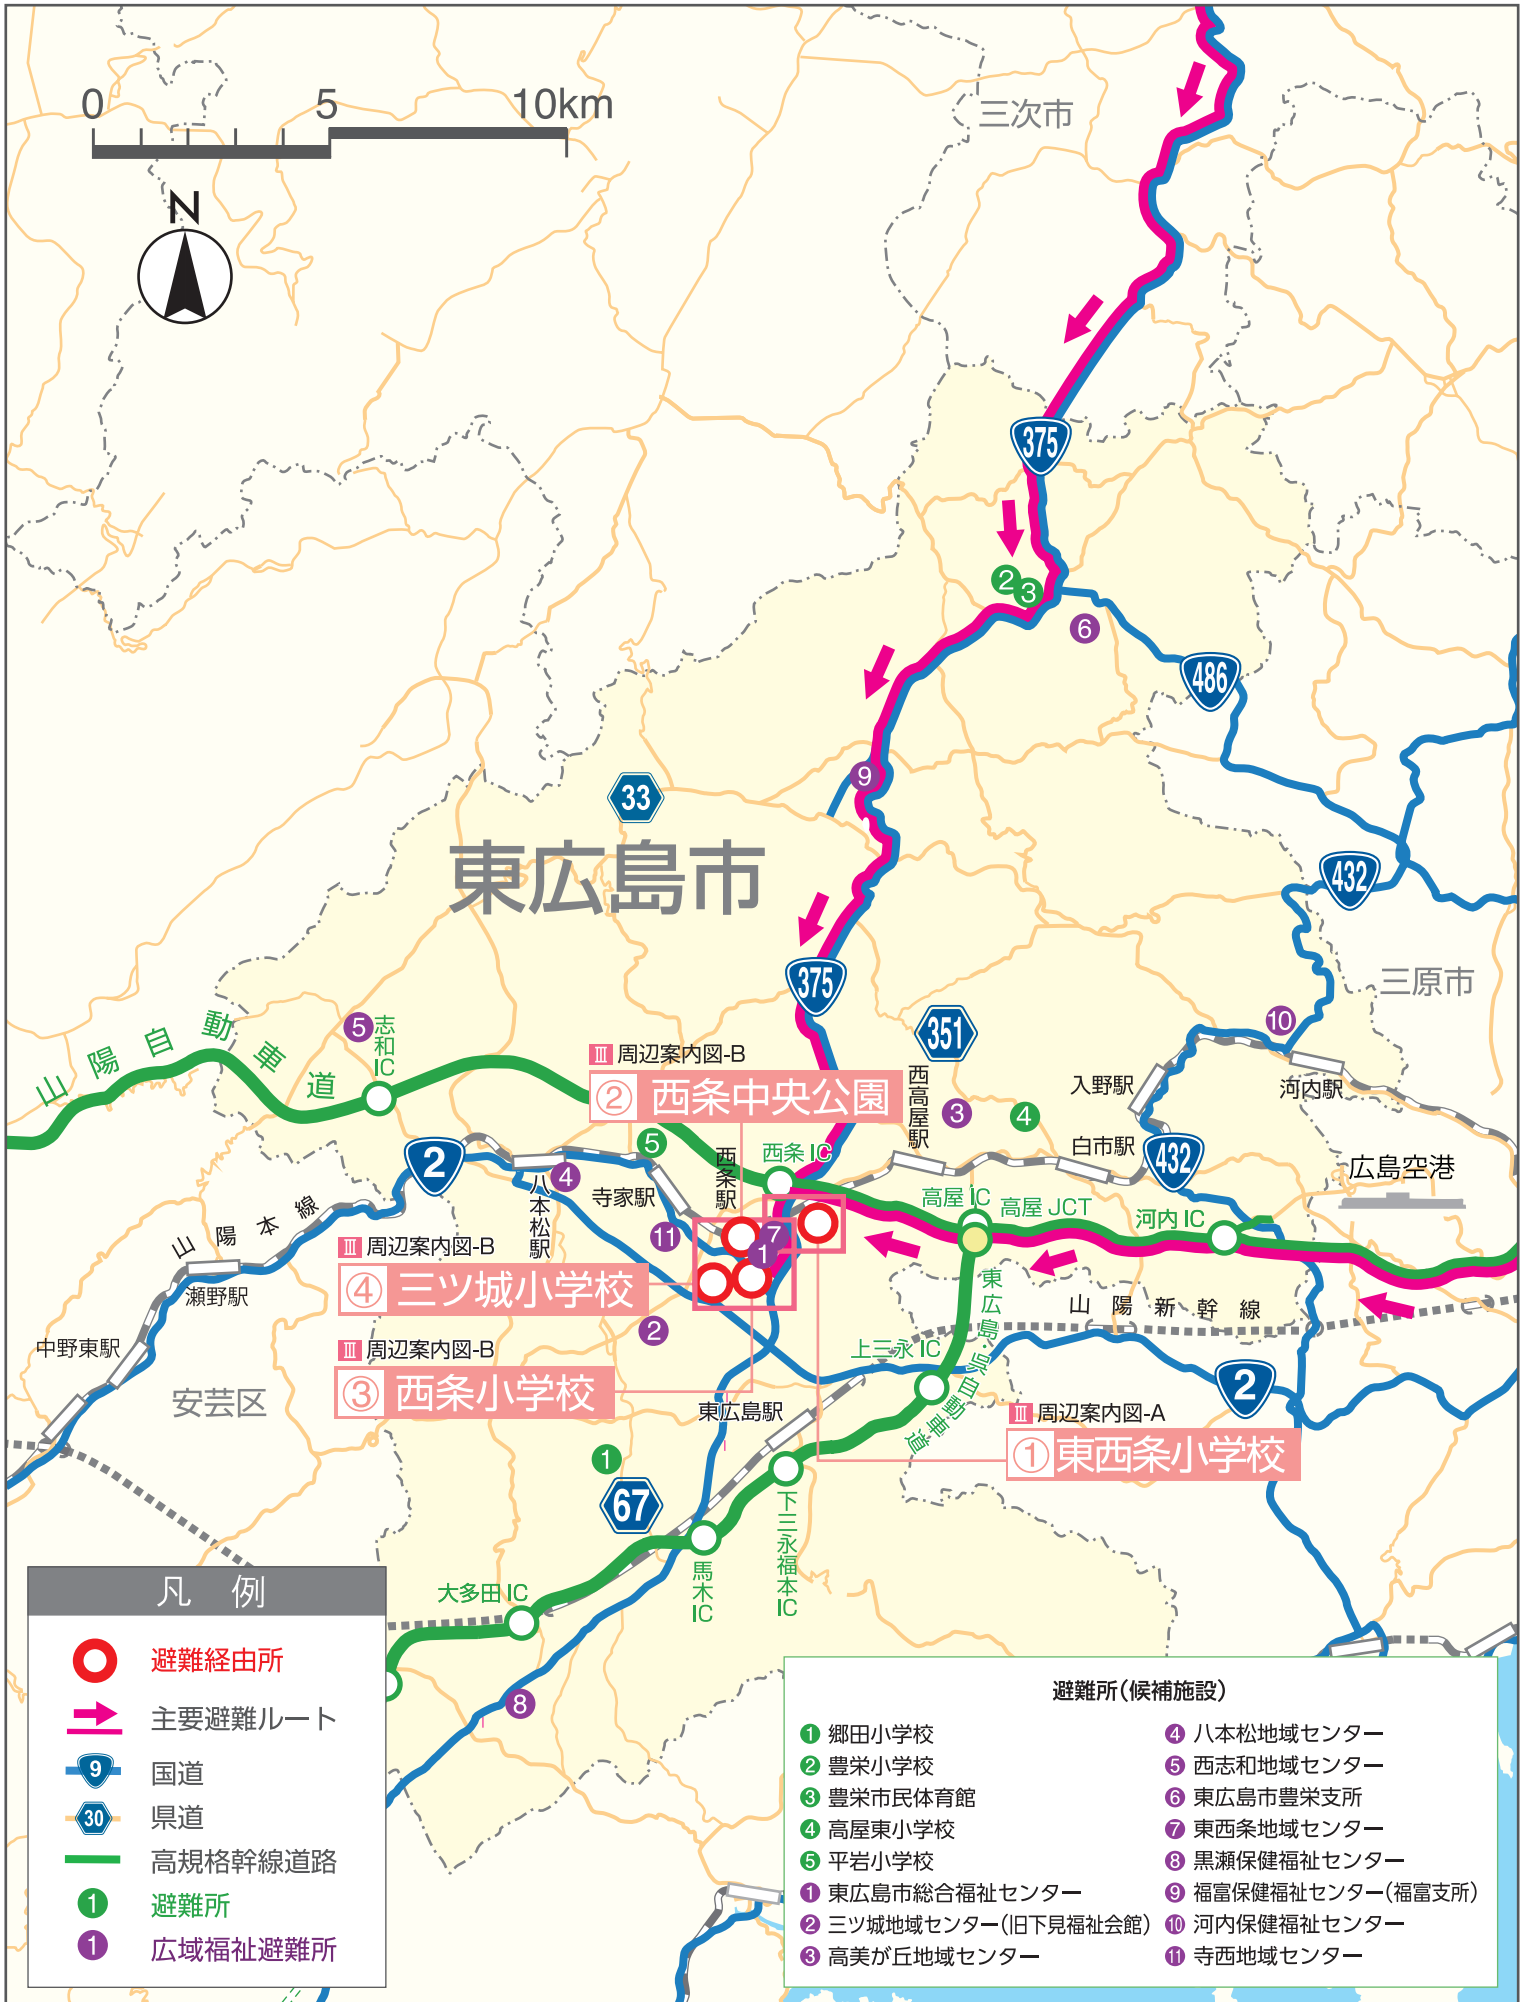 0 5 10km
N
三次市
375
2
3
6
486
9
33
東広島市
432
375
三原市
5
志和IC
351
10
山陽自動車道
Ⅲ 周辺案内図-B
② 西条中央公園
西高屋駅
3
4
入野駅
河内駅
5
西条駅
西条 IC
白市駅
432
2
八本松駅
4
寺家駅
高屋 IC
高屋 JCT
河内 IC
広島空港
山陽本線
11
7
1
Ⅲ 周辺案内図-B
④ 三ツ城小学校
瀬野駅
2
東広島・呉自動車道
山陽新幹線
中野東駅
Ⅲ 周辺案内図-B
③ 西条小学校
上三永 IC
2
安芸区
東広島駅
Ⅲ 周辺案内図-A
① 東西条小学校
1
67
下三永福本IC
馬木IC
大多田 IC
8
凡 例
避難経由所
主要避難ルート
9 国道
30 県道
高規格幹線道路
1 避難所
1 広域福祉避難所
避難所(候補施設)
1 郷田小学校
2 豊栄小学校
3 豊栄市民体育館
4 高屋東小学校
5 平岩小学校
1 東広島市総合福祉センター
2 三ツ城地域センター(旧下見福祉会館)
3 高美が丘地域センター
4 八本松地域センター
5 西志和地域センター
6 東広島市豊栄支所
7 東西条地域センター
8 黒瀬保健福祉センター
9 福富保健福祉センター(福富支所)
10 河内保健福祉センター
11 寺西地域センター